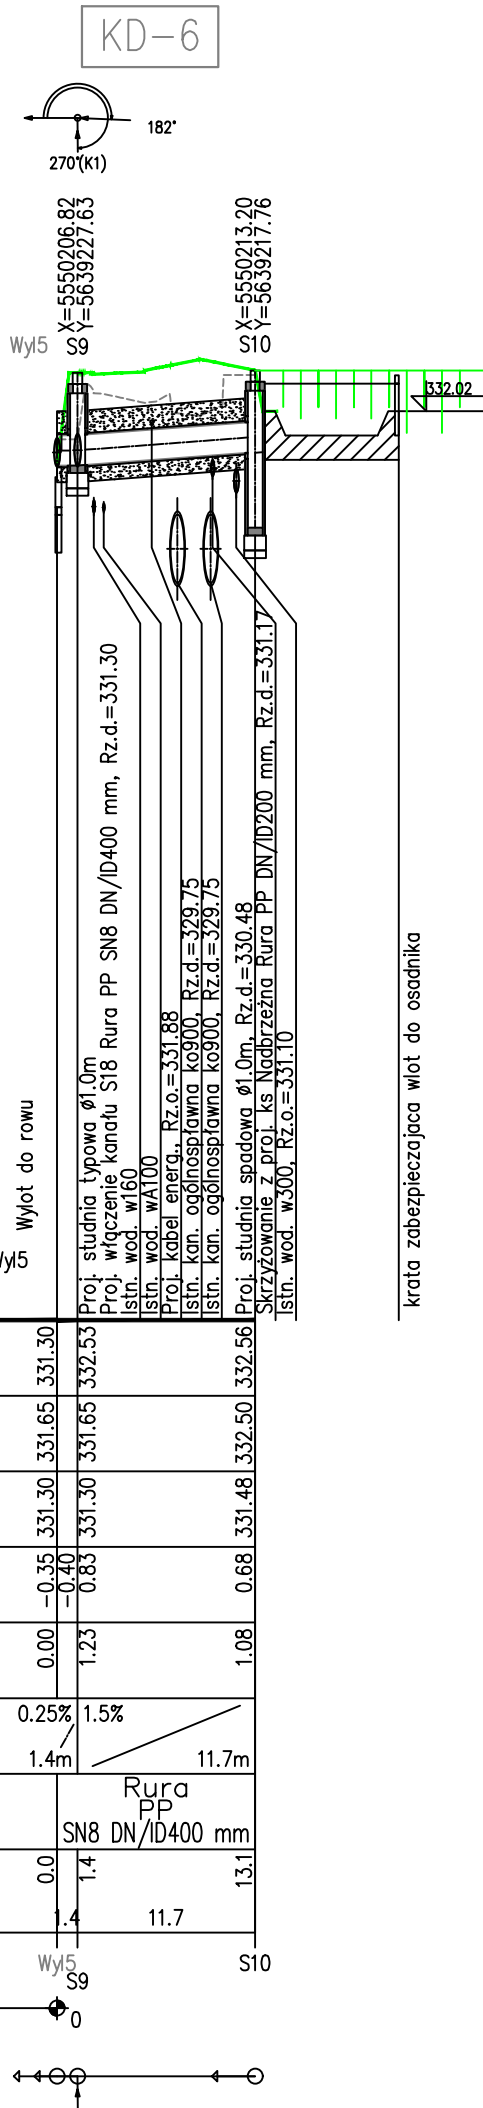 KD-6
182°
270°(K1)
X=5550206.82
Y=5639227.63
X=5550213.20
Y=5639217.76
Wyl5
S9
S10
332.02
Wylot do rowu
Proj. studnia typowa ø1.0m
Proj. włączenie kanału S18 Rura PP SN8 DN/ID400 mm, Rz.d.=331.30
Istn. wod. w160
Istn. wod. wA100
Proj. kabel energ., Rz.o.=331.88
Istn. kan. ogólnospławna ko900, Rz.d.=329.75
Istn. kan. ogólnospławna ko900, Rz.d.=329.75
Proj. studnia spadowa ø1.0m, Rz.d.=330.48
Skrzyżowanie z proj. ks Nadbrzeżna Rura PP DN/ID200 mm, Rz.d.=331.17
Istn. wod. w300, Rz.o.=331.10
krata zabezpieczajaca wlot do osadnika
Wyl5
331.30 332.53 332.56
331.65 331.65 332.50
331.30 331.30 331.48
-0.35 -0.40 0.83 0.68
0.00 1.23 1.08
0.25% 1.5%
1.4m 11.7m
Rura
PP
SN8 DN/ID400 mm
0.0 1.4 13.1
1.4 11.7
Wyl5
S9
S10
0